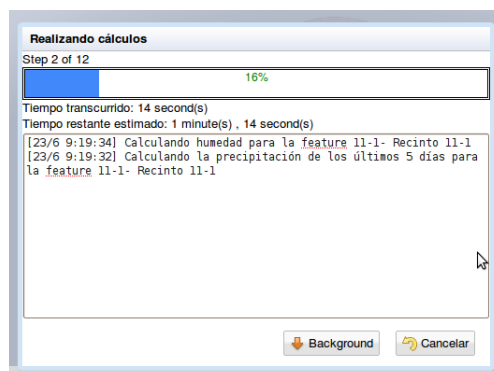 Realizando cálculos
Step 2 of 12
16%
Tiempo transcurrido: 14 second(s)
Tiempo restante estimado: 1 minute(s) , 14 second(s)
[23/6 9:19:34] Calculando humedad para la feature 11-1- Recinto 11-1
[23/6 9:19:32] Calculando la precipitación de los últimos 5 días para
la feature 11-1- Recinto 11-1
Background
Cancelar